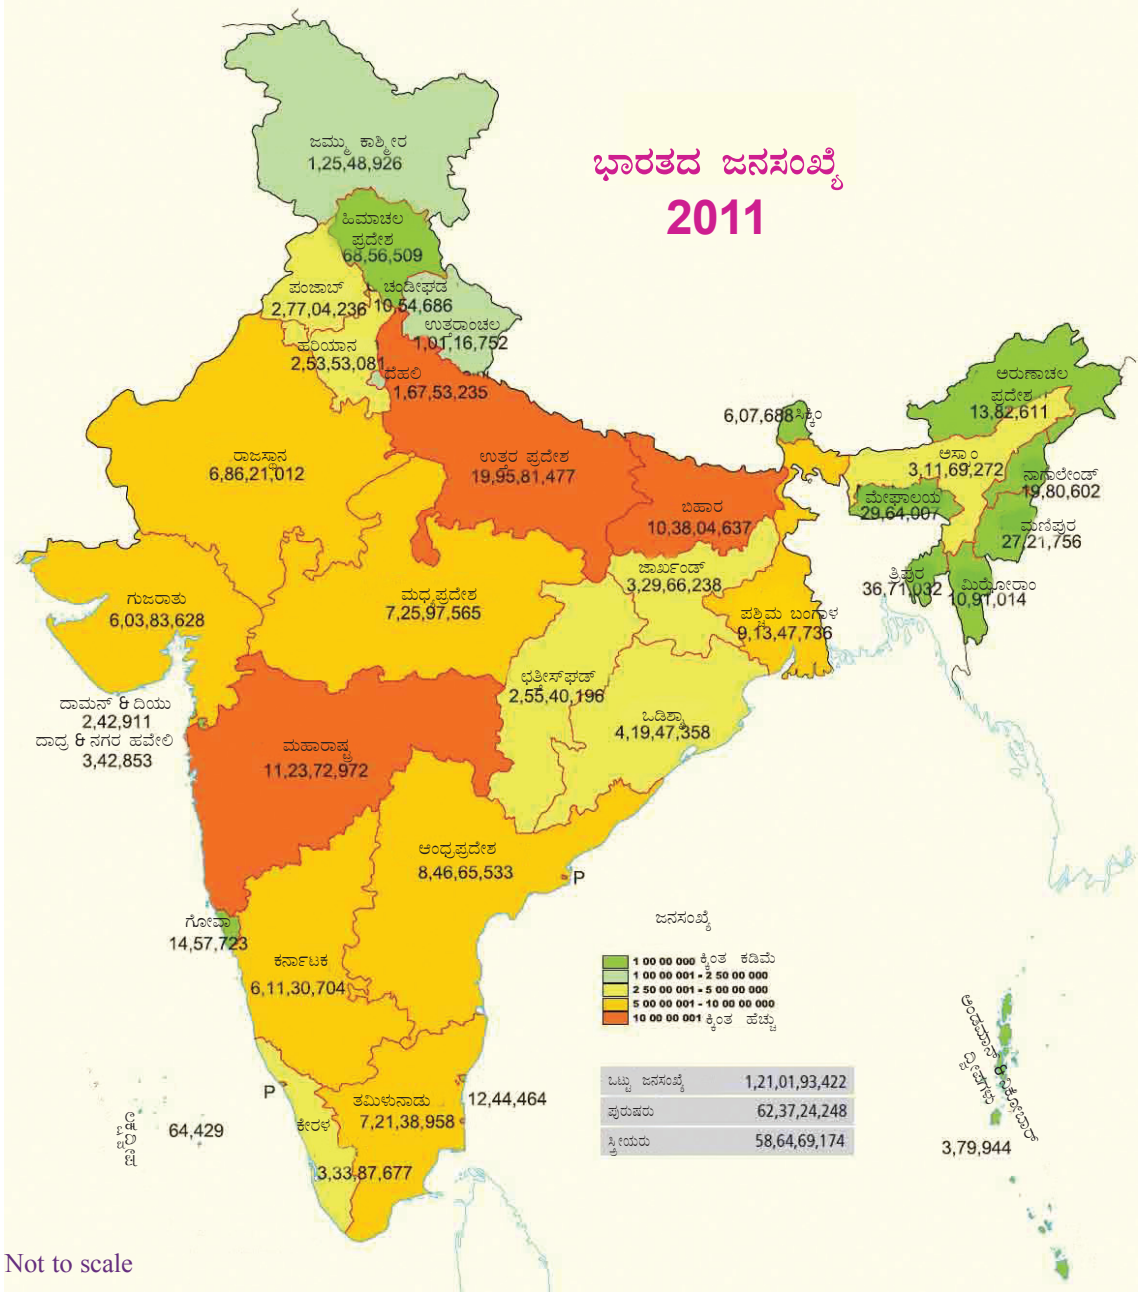 ಭಾರತದ ಜನಸಂಖ್ಯೆ
2011
ಜಮ್ಮು ಕಾಶ್ಮೀರ
1,25,48,926
ಹಿಮಾಚಲ
ಪ್ರದೇಶ
68,56,509
ಪಂಜಾಬ್
2,77,04,236
ಚಂಡೀಘಡ
10,54,686
ಉತ್ತರಾಂಚಲ
1,01,16,752
ಹರಿಯಾನ
2,53,53,081
ದೆಹಲಿ
1,67,53,235
ಅರುಣಾಚಲ
ಪ್ರದೇಶ
13,82,611
6,07,688 ಸಿಕ್ಕಿಂ
ರಾಜಸ್ಥಾನ
6,86,21,012
ಉತ್ತರ ಪ್ರದೇಶ
19,95,81,477
ಅಸ್ಸಾಂ
3,11,69,272
ನಾಗಾಲೇಂಡ್
19,80,602
ಮೇಘಾಲಯ
29,64,007
ಬಿಹಾರ
10,38,04,637
ಮಣಿಪುರ
27,21,756
ಜಾರ್ಖಂಡ್
3,29,66,238
ತ್ರಿಪುರ
36,71,032
ಮಿಝೋರಾಂ
10,91,014
ಗುಜರಾತು
6,03,83,628
ಮಧ್ಯಪ್ರದೇಶ
7,25,97,565
ಪಶ್ಚಿಮ ಬಂಗಾಳ
9,13,47,736
ಛತ್ತೀಸ್‌ಘಡ್
2,55,40,196
ದಾಮನ್ & ದಿಯು
2,42,911
ದಾದ್ರ & ನಗರ ಹವೇಲಿ
3,42,853
ಒಡಿಶ್ಶಾ
4,19,47,358
ಮಹಾರಾಷ್ಟ್ರ
11,23,72,972
ಆಂಧ್ರಪ್ರದೇಶ
8,46,65,533
P
ಗೋವಾ
14,57,723
ಕರ್ನಾಟಕ
6,11,30,704
ಜನಸಂಖ್ಯೆ
1 00 00 000 ಕ್ಕಿಂತ ಕಡಿಮೆ
1 00 00 001 - 2 50 00 000
2 50 00 001 - 5 00 00 000
5 00 00 001 - 10 00 00 000
10 00 00 001 ಕ್ಕಿಂತ ಹೆಚ್ಚು
ಒಟ್ಟು ಜನಸಂಖ್ಯೆ 1,21,01,93,422
ಪುರುಷರು 62,37,24,248
ಸ್ತ್ರೀಯರು 58,64,69,174
P
ತಮಿಳುನಾಡು
7,21,38,958
12,44,464
ಕೇರಳ
3,33,87,677
64,429
ಅಂಡಮಾನ್ & ನಿಕೋಬಾರ್
ದ್ವೀಪಗಳು
3,79,944
Not to scale